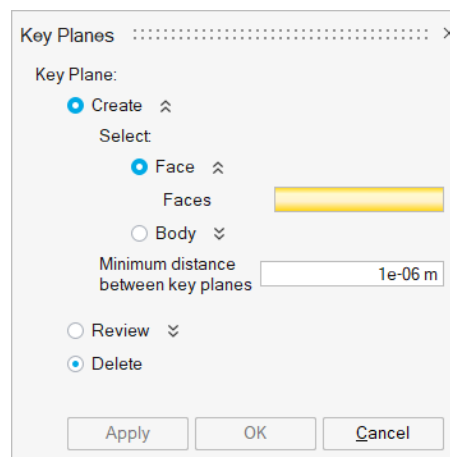 Key Planes
Key Plane:
Create
Select:
Face
Faces
Body
Minimum distance
between key planes
1e-06 m
Review
Delete
Apply
OK
Cancel